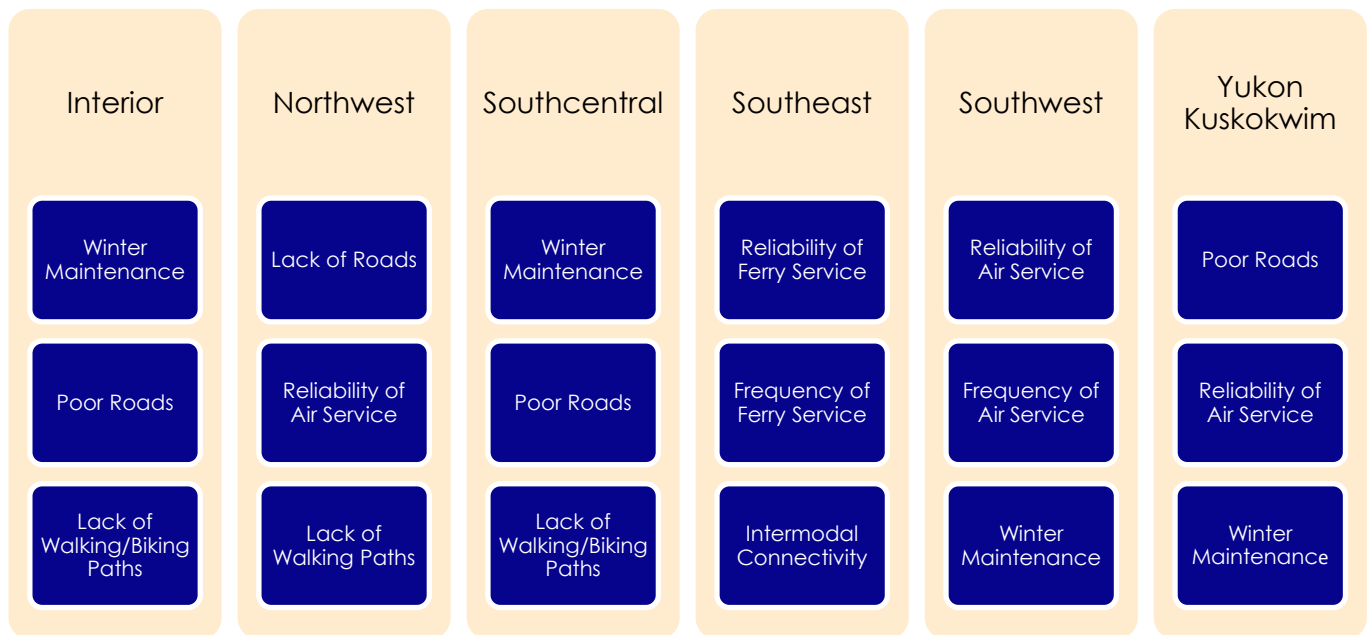 Interior
Winter
Maintenance
Poor Roads
Lack of
Walking/Biking
Paths
Northwest
Lack of Roads
Reliability of
Air Service
Lack of
Walking Paths
Southcentral
Winter
Maintenance
Poor Roads
Lack of
Walking/Biking
Paths
Southeast
Reliability of
Ferry Service
Frequency of
Ferry Service
Intermodal
Connectivity
Southwest
Reliability of
Air Service
Frequency of
Air Service
Winter
Maintenance
Yukon
Kuskokwim
Poor Roads
Reliability of
Air Service
Winter
Maintenance